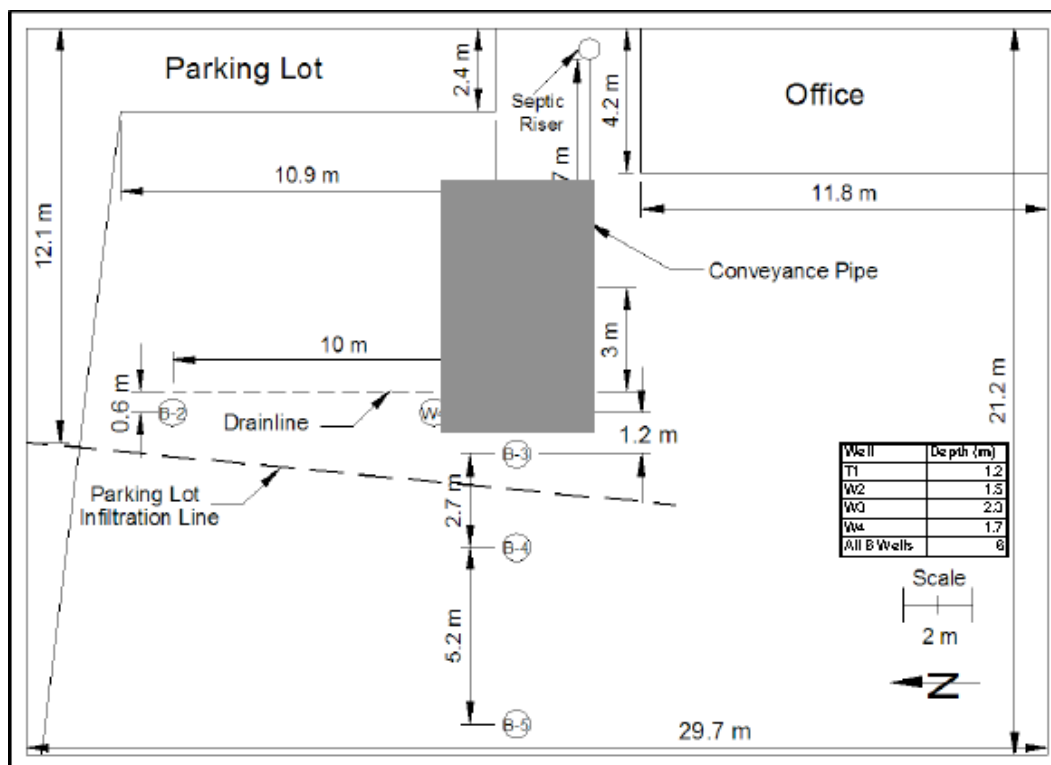 Parking Lot
2.4 m
Septic
Riser
4.2 m
Office
10.9 m
7 m
11.8 m
12.1 m
Conveyance Pipe
3 m
10 m
21.2 m
0.6 m
B-2
Drainline
1.2 m
B-3
Parking Lot
Infiltration Line
2.7 m
Well Depth (m)
T1 1.2
W2 1.5
W3 2.3
W4 1.7
All B Wells 6
B-4
Scale
2 m
5.2 m
N
B-5
29.7 m